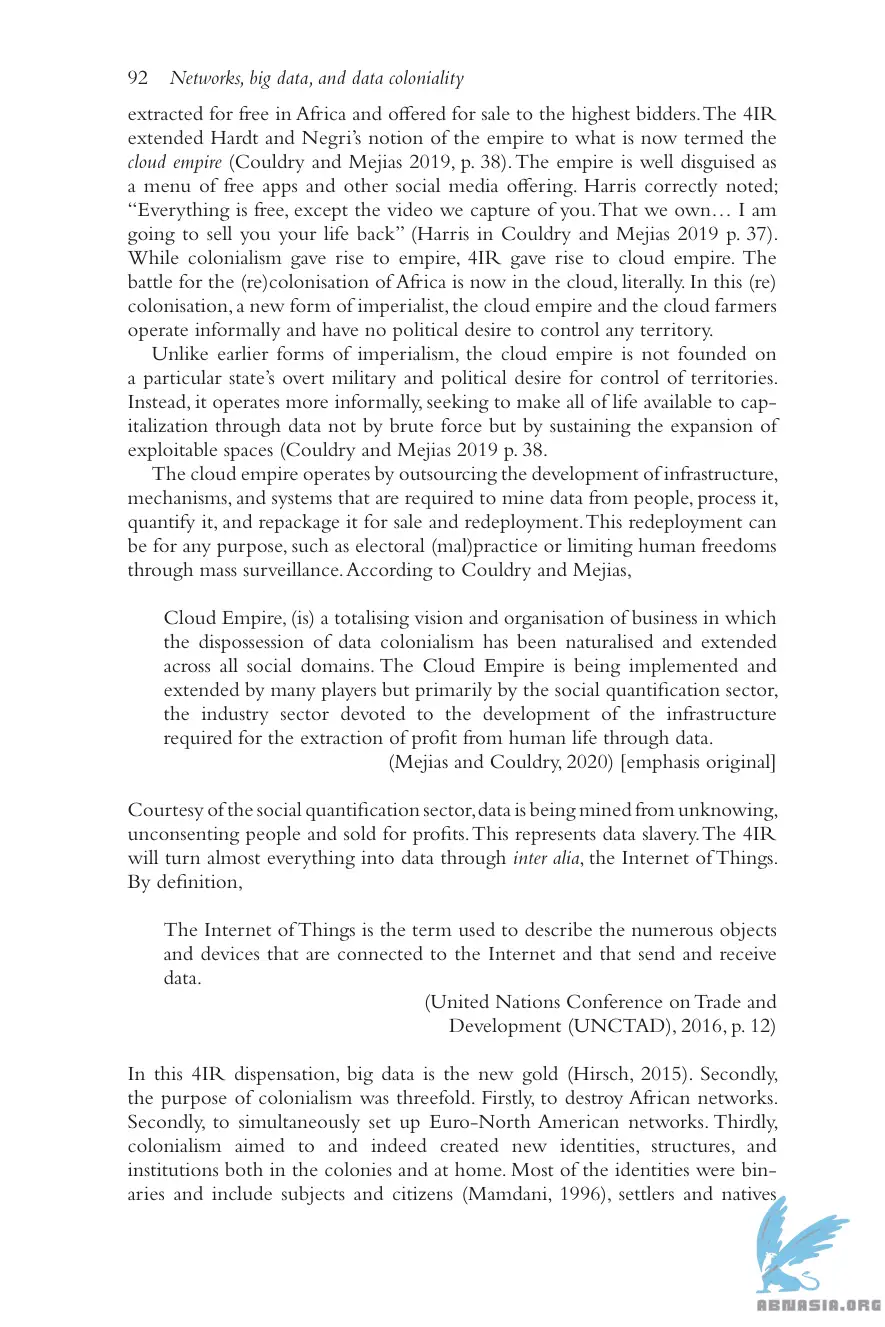 92 Networks, big data, and data coloniality
extracted for free in Africa and offered for sale to the highest bidders. The 4IR
extended Hardt and Negri’s notion of the empire to what is now termed the
cloud empire (Couldry and Mejias 2019, p. 38). The empire is well disguised as
a menu of free apps and other social media offering. Harris correctly noted;
“Everything is free, except the video we capture of you. That we own… I am
going to sell you your life back” (Harris in Couldry and Mejias 2019 p. 37).
While colonialism gave rise to empire, 4IR gave rise to cloud empire. The
battle for the (re)colonisation of Africa is now in the cloud, literally. In this (re)
colonisation, a new form of imperialist, the cloud empire and the cloud farmers
operate informally and have no political desire to control any territory.
Unlike earlier forms of imperialism, the cloud empire is not founded on
a particular state’s overt military and political desire for control of territories.
Instead, it operates more informally, seeking to make all of life available to cap-
italization through data not by brute force but by sustaining the expansion of
exploitable spaces (Couldry and Mejias 2019 p. 38.
The cloud empire operates by outsourcing the development of infrastructure,
mechanisms, and systems that are required to mine data from people, process it,
quantify it, and repackage it for sale and redeployment. This redeployment can
be for any purpose, such as electoral (mal)practice or limiting human freedoms
through mass surveillance. According to Couldry and Mejias,
Cloud Empire, (is) a totalising vision and organisation of business in which
the dispossession of data colonialism has been naturalised and extended
across all social domains. The Cloud Empire is being implemented and
extended by many players but primarily by the social quantification sector,
the industry sector devoted to the development of the infrastructure
required for the extraction of profit from human life through data.
(Mejias and Couldry, 2020) [emphasis original]
Courtesy of the social quantification sector, data is being mined from unknowing,
unconsenting people and sold for profits. This represents data slavery. The 4IR
will turn almost everything into data through inter alia, the Internet of Things.
By definition,
The Internet of Things is the term used to describe the numerous objects
and devices that are connected to the Internet and that send and receive
data.
(United Nations Conference on Trade and
Development (UNCTAD), 2016, p. 12)
In this 4IR dispensation, big data is the new gold (Hirsch, 2015). Secondly,
the purpose of colonialism was threefold. Firstly, to destroy African networks.
Secondly, to simultaneously set up Euro-North American networks. Thirdly,
colonialism aimed to and indeed created new identities, structures, and
institutions both in the colonies and at home. Most of the identities were bin-
aries and include subjects and citizens (Mamdani, 1996), settlers and natives
ABNASIA.ORG